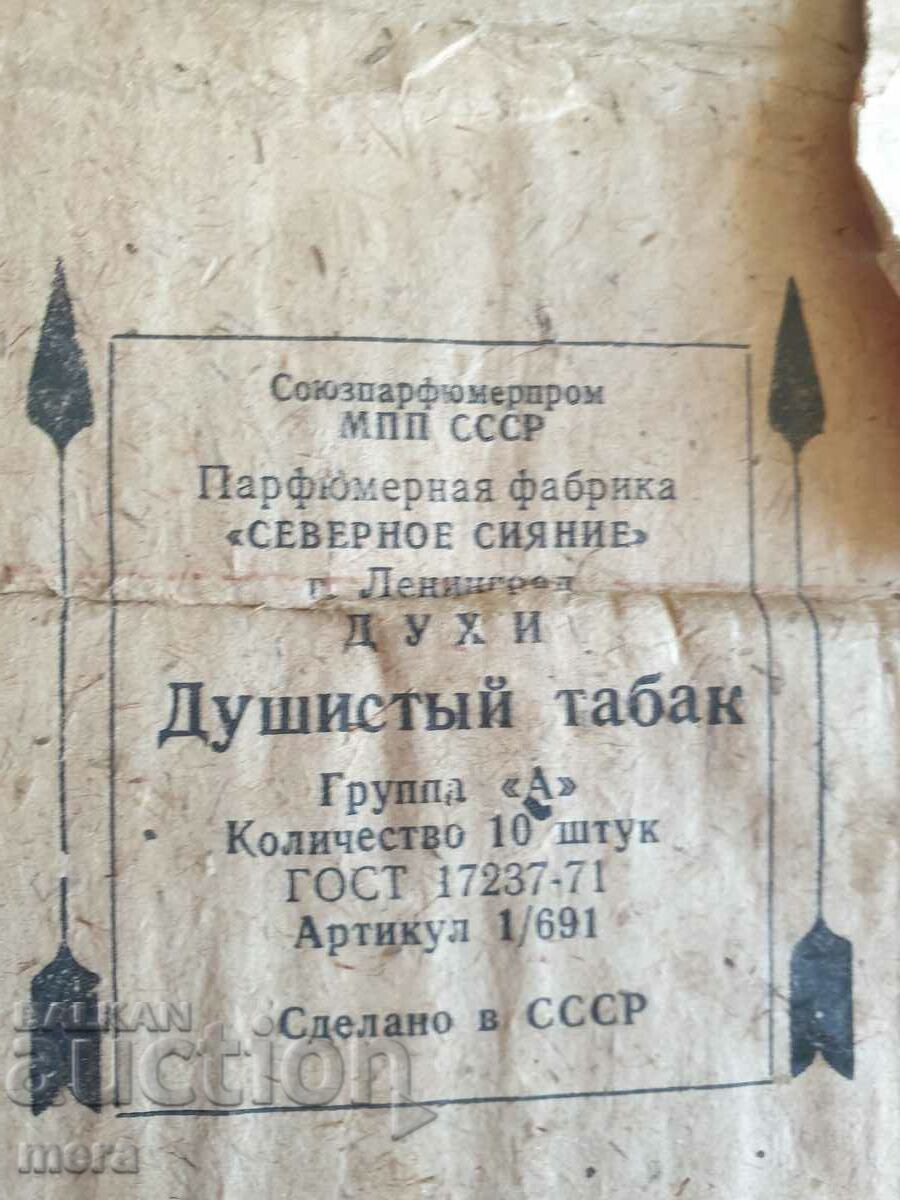 Союзпарфюмерпром
МПП СССР
Парфюмерная фабрика
«СЕВЕРНОЕ СИЯНИЕ»
г. Ленинград
ДУХИ
Душистый табак
Группа «А»
Количество 10 штук
ГОСТ 17237-71
Артикул 1/691
Сделано в СССР
BALKAN
auction
mera